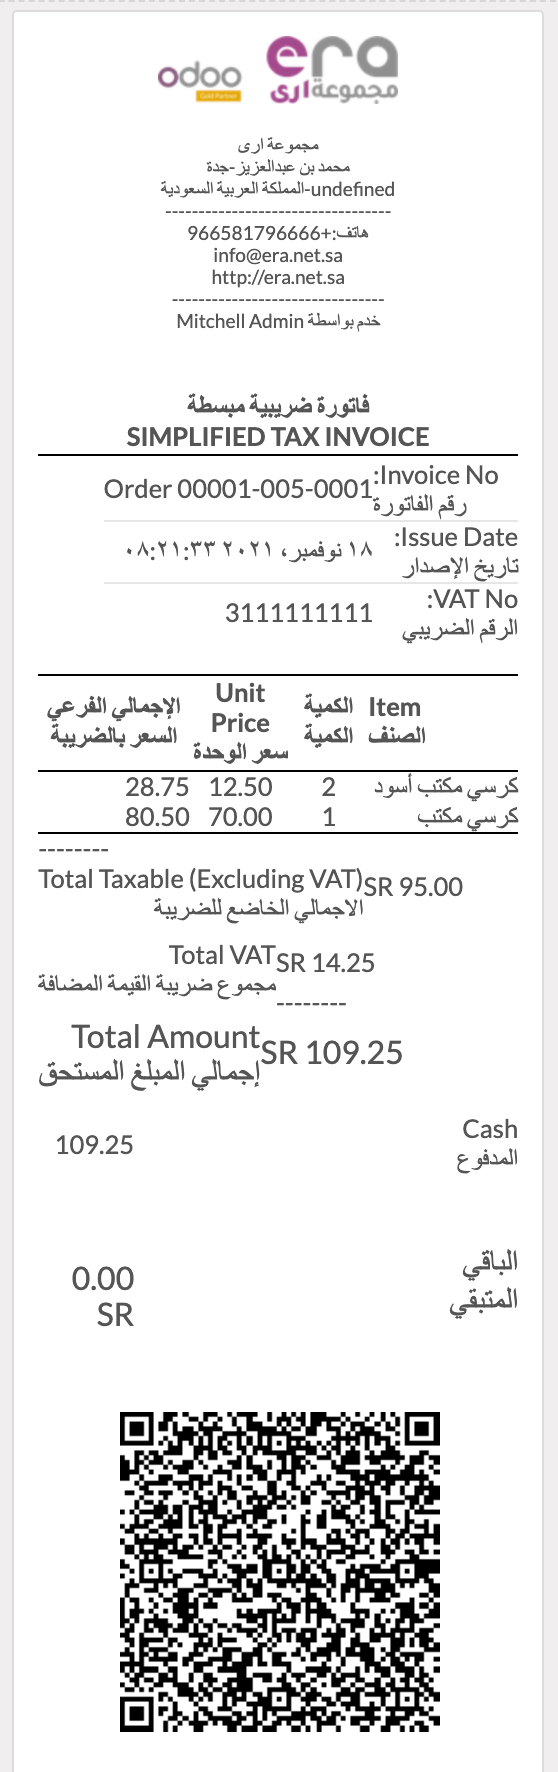 odoo
Gold Partner
era
مجموعة ارى
مجموعة ارى
محمد بن عبدالعزيز-جدة
undefined-المملكة العربية السعودية
---------------------------------
هاتف:+966581796666
info@era.net.sa
http://era.net.sa
---------------------------------
خدم بواسطة Mitchell Admin
فاتورة ضريبية مبسطة
SIMPLIFIED TAX INVOICE
Invoice No:
رقم الفاتورة
Order 00001-005-0001
Issue Date:
تاريخ الإصدار
١٨ نوفمبر، ٢٠٢١ ٠٨:٢١:٣٣
VAT No:
الرقم الضريبي
3111111111
Item الكمية Unit Price الإجمالي الفرعي
الصنف الكمية سعر الوحدة السعر بالضريبة
كرسي مكتب أسود 2 12.50 28.75
كرسي مكتب 1 70.00 80.50
--------
Total Taxable (Excluding VAT) SR 95.00
الاجمالي الخاضع للضريبة
Total VAT SR 14.25
مجموع ضريبة القيمة المضافة
--------
Total Amount SR 109.25
إجمالي المبلغ المستحق
Cash 109.25
المدفوع
الباقي 0.00 SR
المتبقي